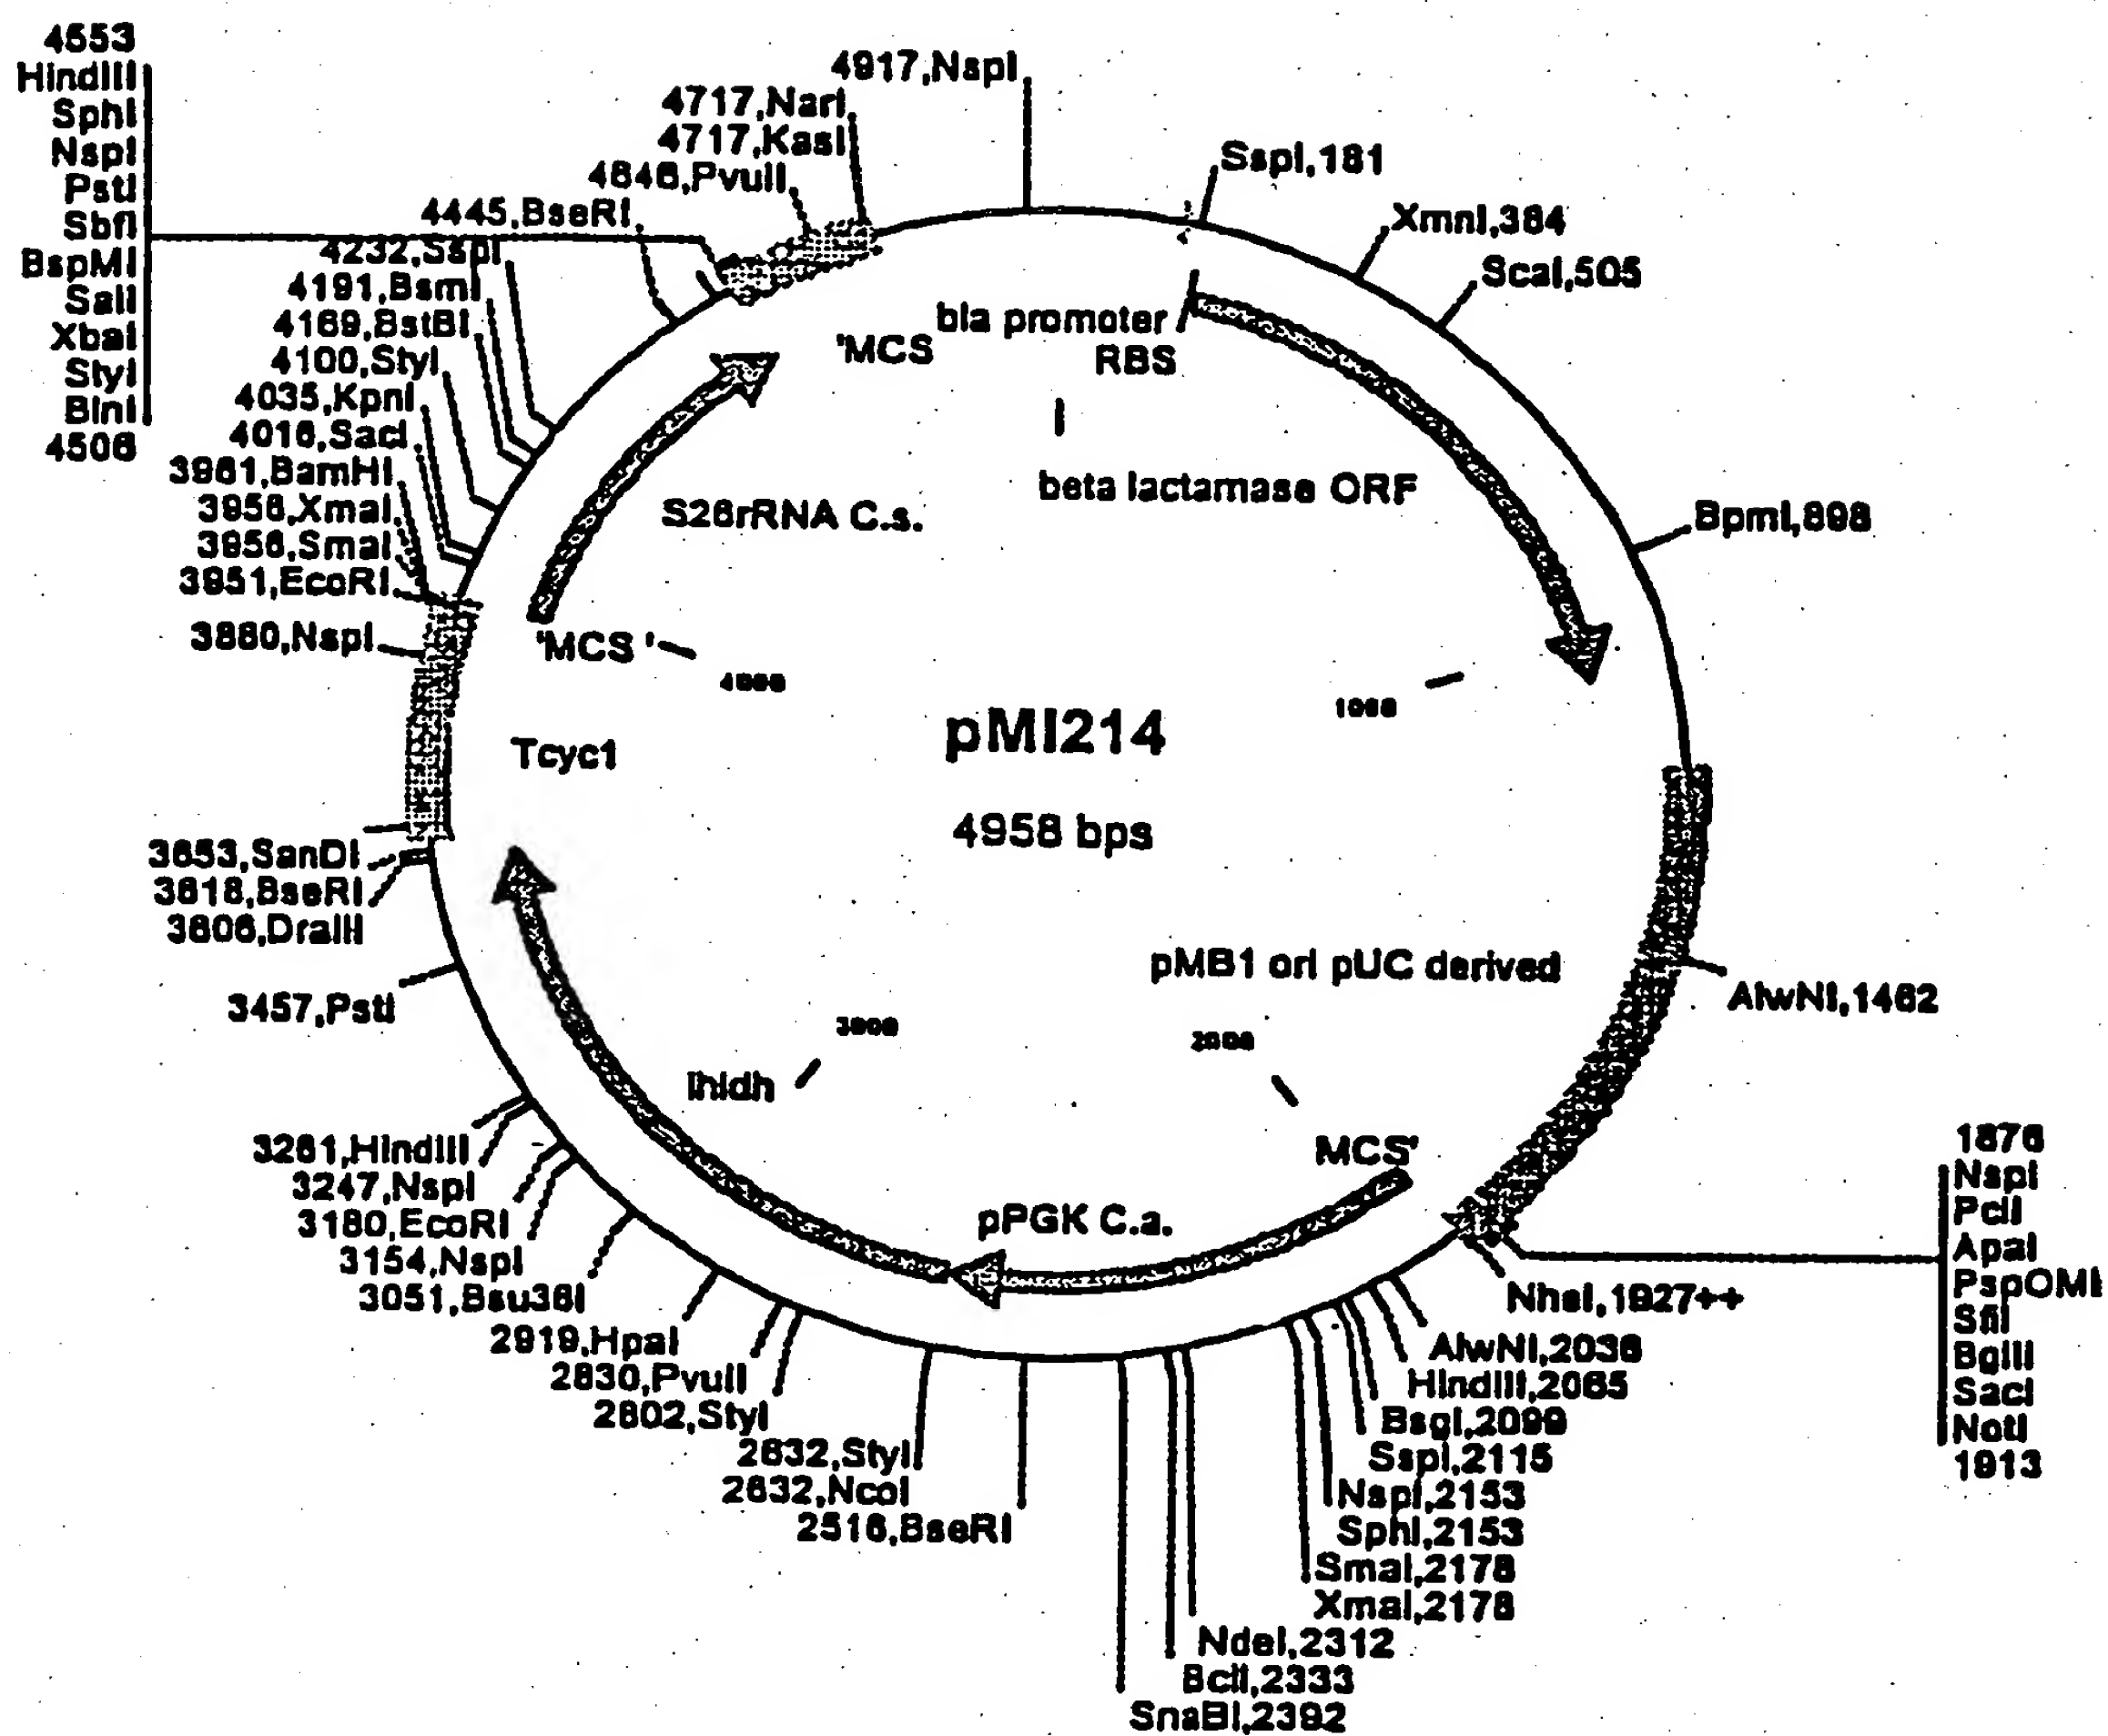 4553
HindIII
SphI
NspI
PstI
SbfI
BspMI
SalI
XbaI
StyI
BlnI
4506
4917,NspI
4717,NarI
4717,KasI
4646,PvuII
4445,BseRI
4232,SspI
4191,BsmI
4169,BstBI
4100,StyI
4035,KpnI
4016,SacI
3961,BamHI
3956,XmaI
3956,SmaI
3951,EcoRI
3880,NspI
SspI,181
XmnI,384
ScaI,505
BpmI,898
bla promoter
RBS
'MCS
beta lactamase ORF
S26rRNA C.s.
'MCS '
4000
1000
pMI214
4958 bps
Tcyc1
3653,SanDI
3618,BseRI
3606,DraIII
3457,PstI
pMB1 ori pUC derived
AlwNI,1462
3000
2000
lhldh
MCS'
pPGK C.a.
3261,HindIII
3247,NspI
3180,EcoRI
3154,NspI
3051,Bsu36I
2919,HpaI
2830,PvuII
2802,StyI
2632,StyI
2632,NcoI
2516,BseRI
1876
NspI
PciI
ApaI
PspOMI
SfiI
BglII
SacI
NotI
1913
NheI,1927++
AlwNI,2036
HindIII,2065
BsgI,2099
SspI,2115
NspI,2153
SphI,2153
SmaI,2178
XmaI,2178
NdeI,2312
BclI,2333
SnaBI,2392